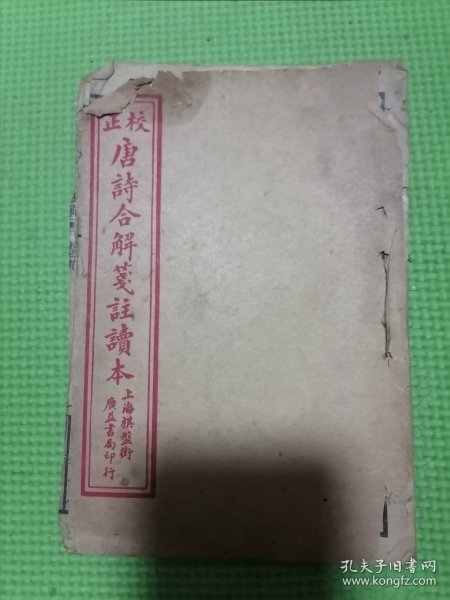 校正
唐詩合解箋註讀本
上海棋盤街
廣益書局印行
孔夫子旧书网
www.kongfz.com